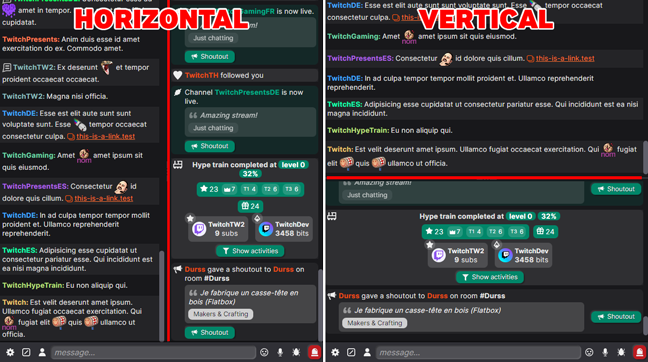 HORIZONTAL
cupidatat.
TwitchPresents: Anim duis esse id amet
exercitation do ex. Commodo amet.
TwitchTW2: Ex deserunt et tempor
proident occaecat occaecat.
TwitchTW2: Magna nisi officia.
TwitchDE: Esse est elit aute sunt sunt
voluptate sunt. Esse tempor occaecat
consectetur culpa. this-is-a-link.test
TwitchGaming: Amet nom amet ipsum sit
quis eiusmod.
TwitchPresentsES: Consectetur id
dolore quis cillum.
TwitchDE: In ad culpa tempor tempor mollit
proident et. Ullamco reprehenderit
reprehenderit.
TwitchES: Adipisicing esse cupidatat ut
consectetur pariatur esse. Qui incididunt est ea
nisi magna incididunt.
TwitchHypeTrain: Eu non aliquip qui.
Twitch: Est velit deserunt amet ipsum. Ullamco
fugiat occaecat exercitation. Qui
nom fugiat elit quis ullamco ut
officia.
GamingFR is now live.
Amazing stream!
Just chatting
Shoutout
TwitchTH followed you
Channel TwitchPresentsDE is now
live.
Amazing stream!
Just chatting
Shoutout
Hype train completed at level 0
32%
23 7 T1 4 T2 6 T3 6
24
TwitchTW2
9 subs
TwitchDev
3458 bits
Show activities
Durss gave a shoutout to Durss on
room #Durss
Je fabrique un casse-tête en
bois (Flatbox)
Makers & Crafting
Shoutout
message...
VERTICAL
TwitchDE: Esse est elit aute sunt sunt voluptate sunt. Esse tempor occaecat
consectetur culpa. this-is-a-link.test
TwitchGaming: Amet nom amet ipsum sit quis eiusmod.
TwitchPresentsES: Consectetur id dolore quis cillum.
TwitchDE: In ad culpa tempor tempor mollit proident et. Ullamco reprehenderit
reprehenderit.
TwitchES: Adipisicing esse cupidatat ut consectetur pariatur esse. Qui incididunt est ea nisi
magna incididunt.
TwitchHypeTrain: Eu non aliquip qui.
Twitch: Est velit deserunt amet ipsum. Ullamco fugiat occaecat exercitation. Qui nom fugiat
elit quis ullamco ut officia.
Amazing stream!
Just chatting
Shoutout
Hype train completed at level 0 32%
23 7 T1 4 T2 6 T3 6 24
TwitchTW2
9 subs
TwitchDev
3458 bits
Show activities
Durss gave a shoutout to Durss on room #Durss
Je fabrique un casse-tête en bois (Flatbox)
Makers & Crafting
Shoutout
message...